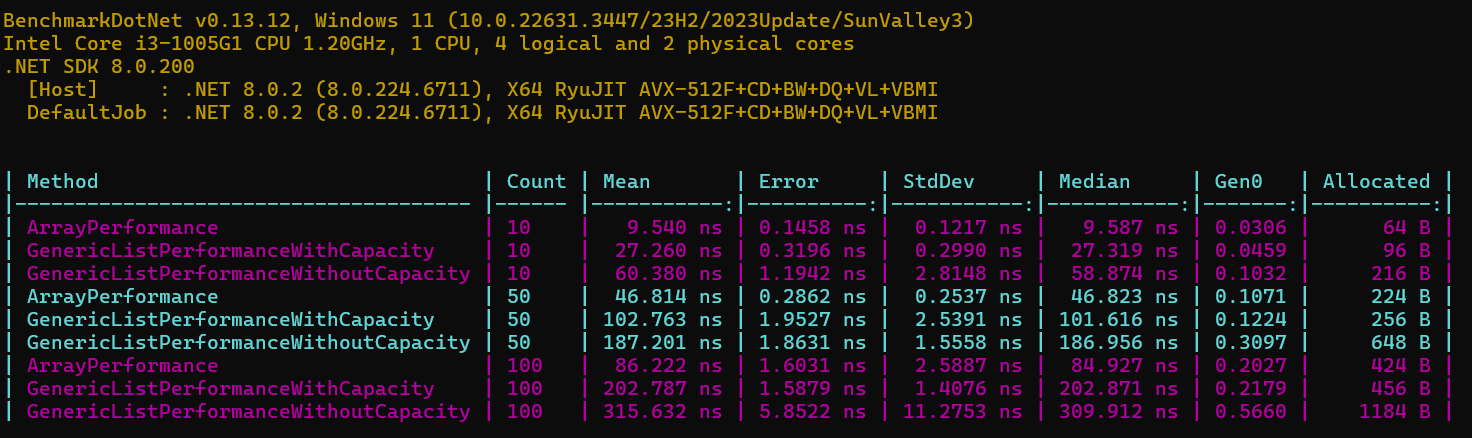 BenchmarkDotNet v0.13.12, Windows 11 (10.0.22631.3447/23H2/2023Update/SunValley3)
Intel Core i3-1005G1 CPU 1.20GHz, 1 CPU, 4 logical and 2 physical cores
.NET SDK 8.0.200
  [Host]     : .NET 8.0.2 (8.0.224.6711), X64 RyuJIT AVX-512F+CD+BW+DQ+VL+VBMI
  DefaultJob : .NET 8.0.2 (8.0.224.6711), X64 RyuJIT AVX-512F+CD+BW+DQ+VL+VBMI
| Method                                | Count | Mean       | Error     | StdDev     | Median     | Gen0   | Allocated |
|-------------------------------------- |------ |-----------:|----------:|-----------:|-----------:|-------:|----------:|
| ArrayPerformance                      | 10    |   9.540 ns | 0.1458 ns |  0.1217 ns |   9.587 ns | 0.0306 |      64 B |
| GenericListPerformanceWithCapacity    | 10    |  27.260 ns | 0.3196 ns |  0.2990 ns |  27.319 ns | 0.0459 |      96 B |
| GenericListPerformanceWithoutCapacity | 10    |  60.380 ns | 1.1942 ns |  2.8148 ns |  58.874 ns | 0.1032 |     216 B |
| ArrayPerformance                      | 50    |  46.814 ns | 0.2862 ns |  0.2537 ns |  46.823 ns | 0.1071 |     224 B |
| GenericListPerformanceWithCapacity    | 50    | 102.763 ns | 1.9527 ns |  2.5391 ns | 101.616 ns | 0.1224 |     256 B |
| GenericListPerformanceWithoutCapacity | 50    | 187.201 ns | 1.8631 ns |  1.5558 ns | 186.956 ns | 0.3097 |     648 B |
| ArrayPerformance                      | 100   |  86.222 ns | 1.6031 ns |  2.5887 ns |  84.927 ns | 0.2027 |     424 B |
| GenericListPerformanceWithCapacity    | 100   | 202.787 ns | 1.5879 ns |  1.4076 ns | 202.871 ns | 0.2179 |     456 B |
| GenericListPerformanceWithoutCapacity | 100   | 315.632 ns | 5.8522 ns | 11.2753 ns | 309.912 ns | 0.5660 |    1184 B |